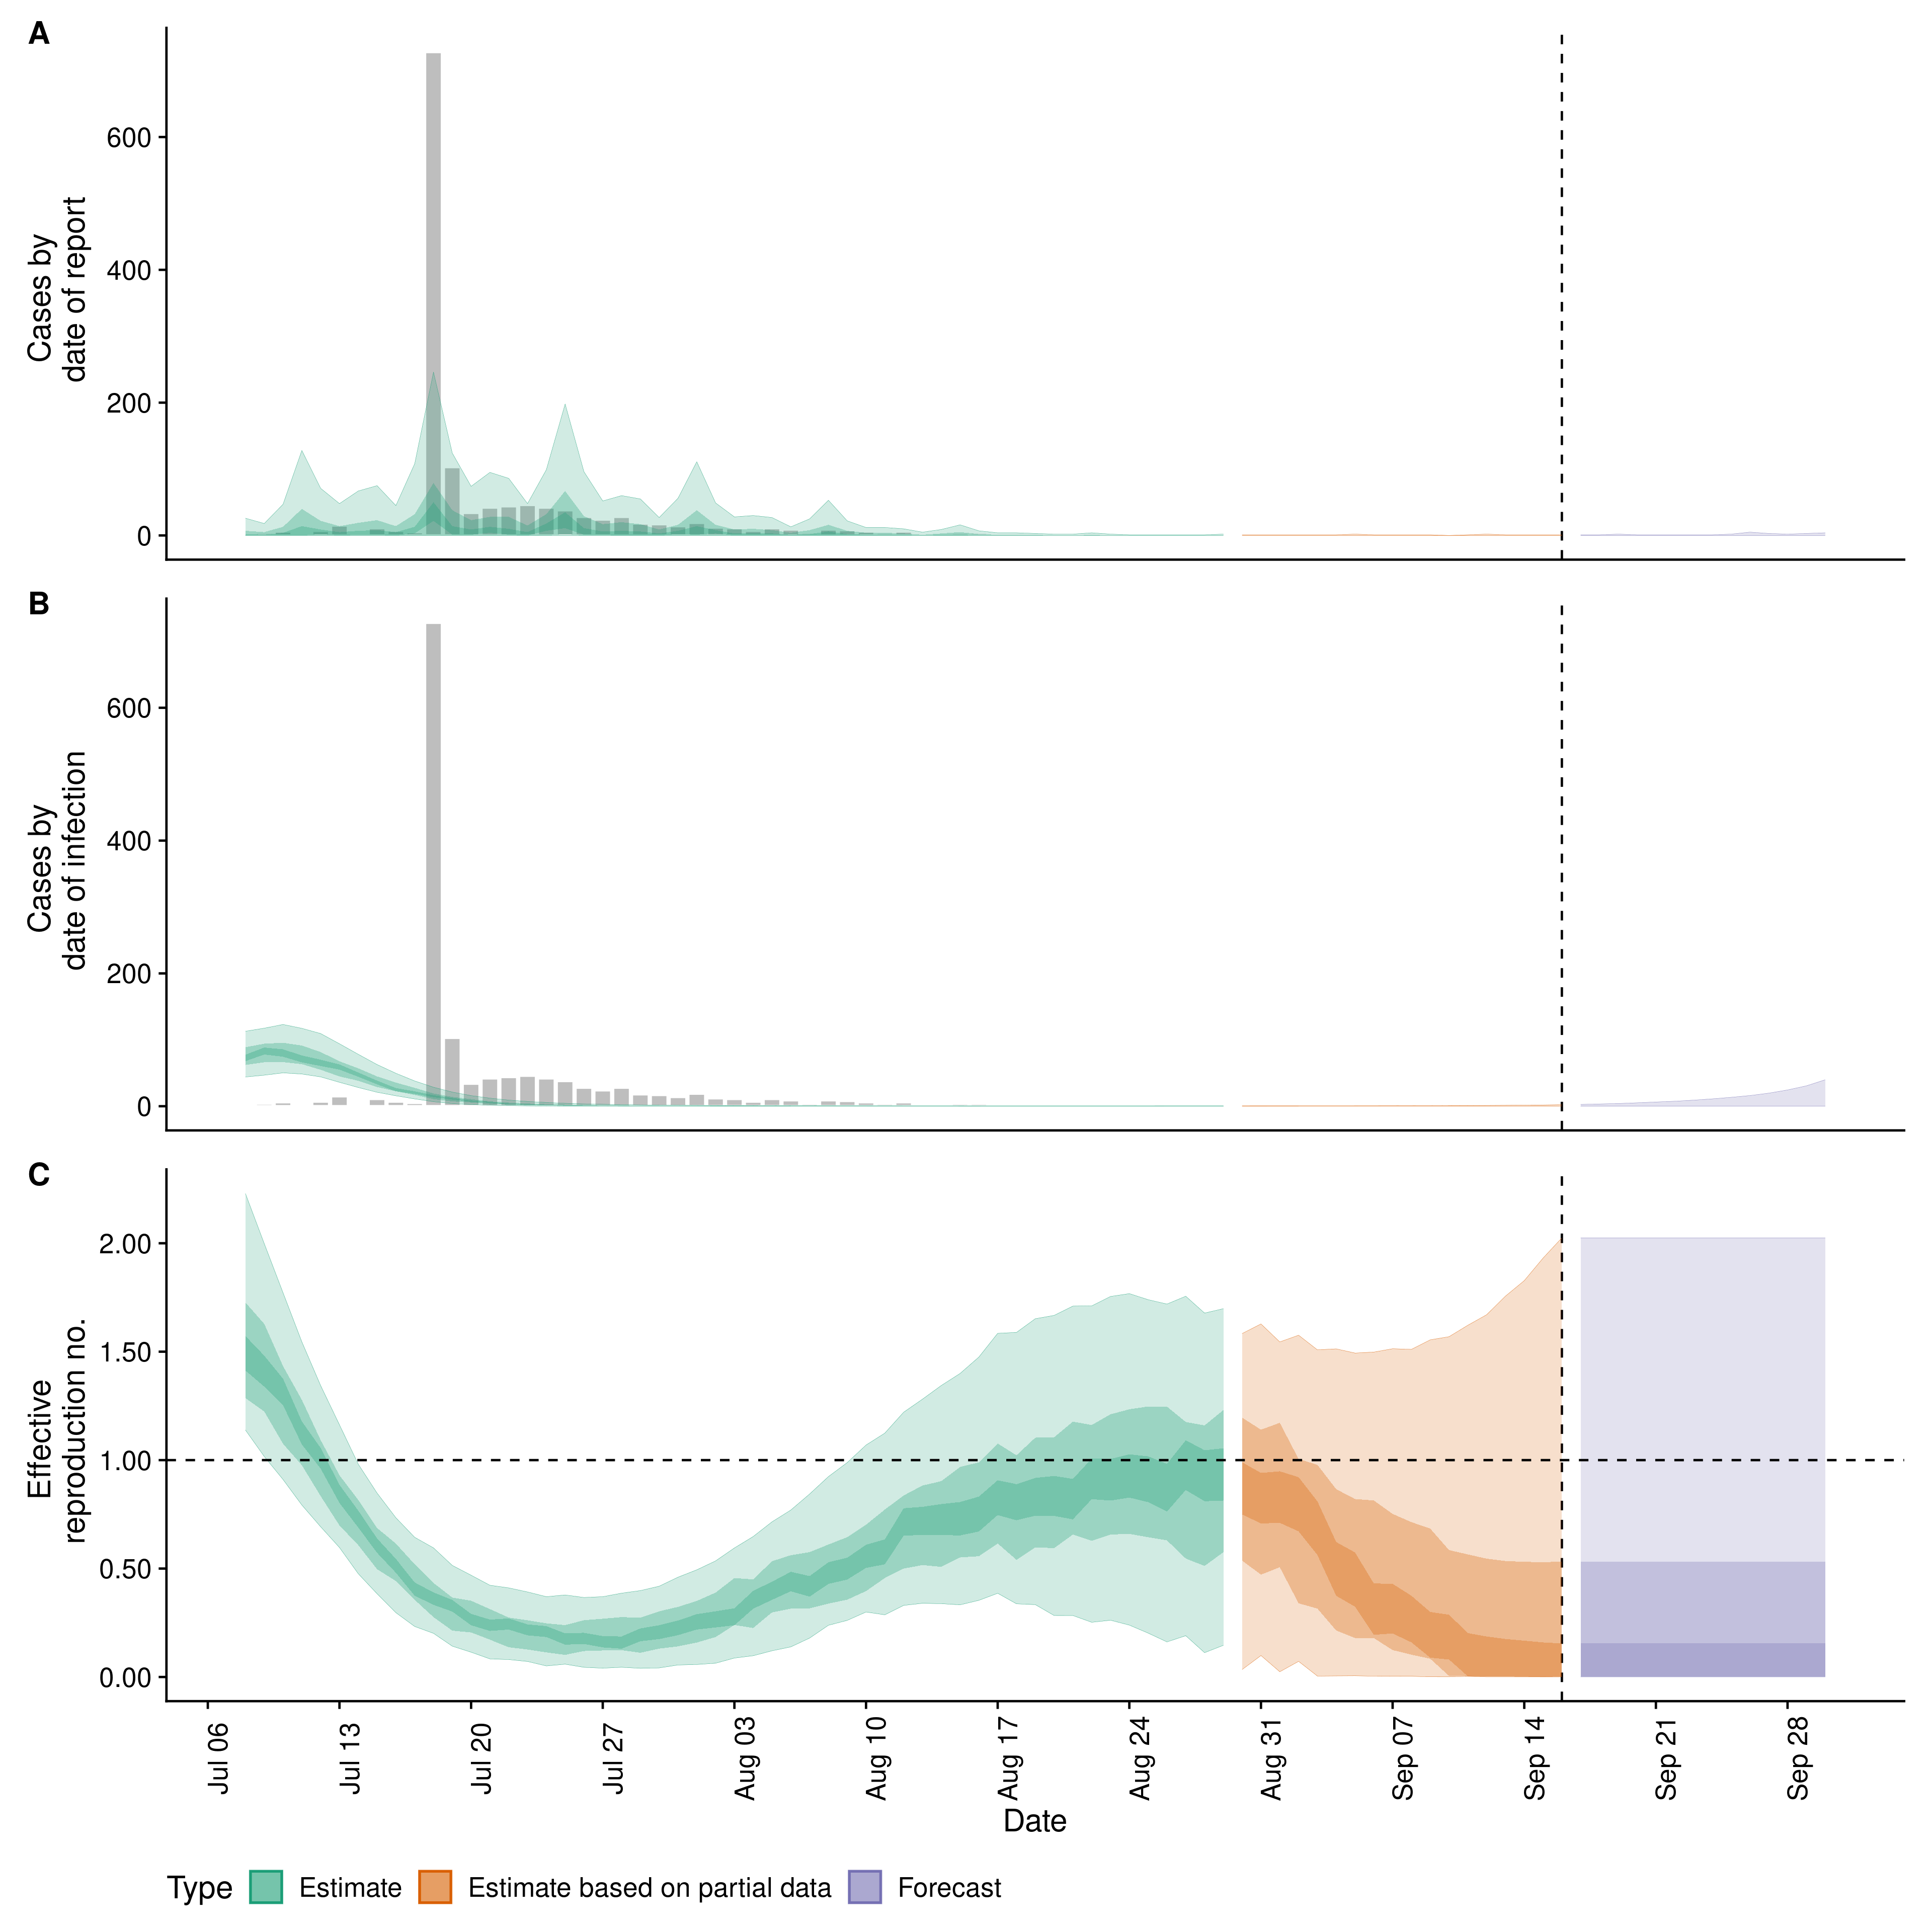 A
Cases by
date of report
600
400
200
0
B
Cases by
date of infection
600
400
200
0
C
Effective
reproduction no.
2.00
1.50
1.00
0.50
0.00
Jul 06
Jul 13
Jul 20
Jul 27
Aug 03
Aug 10
Aug 17
Aug 24
Aug 31
Sep 07
Sep 14
Sep 21
Sep 28
Date
Type Estimate Estimate based on partial data Forecast